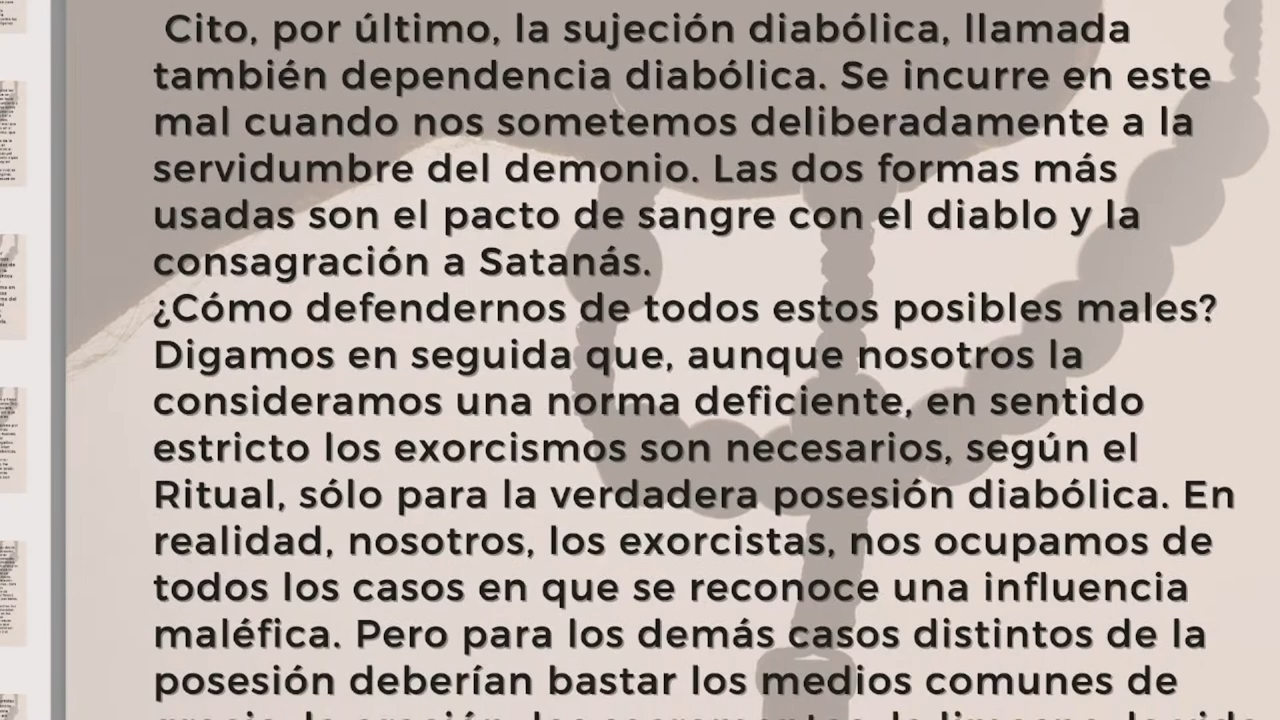 Cito, por último, la sujeción diabólica, llamada
también dependencia diabólica. Se incurre en este
mal cuando nos sometemos deliberadamente a la
servidumbre del demonio. Las dos formas más
usadas son el pacto de sangre con el diablo y la
consagración a Satanás.
¿Cómo defendernos de todos estos posibles males?
Digamos en seguida que, aunque nosotros la
consideramos una norma deficiente, en sentido
estricto los exorcismos son necesarios, según el
Ritual, sólo para la verdadera posesión diabólica. En
realidad, nosotros, los exorcistas, nos ocupamos de
todos los casos en que se reconoce una influencia
maléfica. Pero para los demás casos distintos de la
posesión deberían bastar los medios comunes de